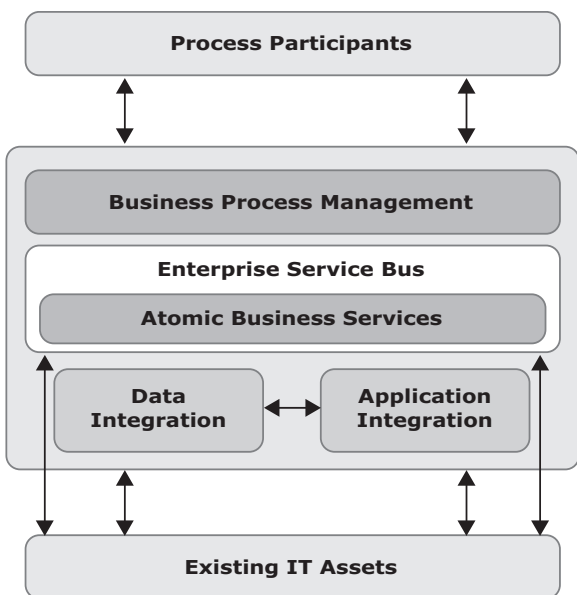 Process Participants
Business Process Management
Enterprise Service Bus
Atomic Business Services
Data
Integration
Application
Integration
Existing IT Assets